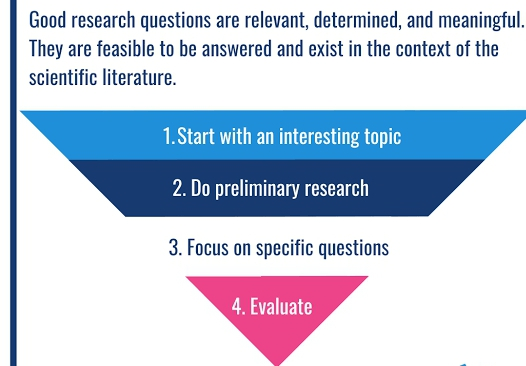 Good research questions are relevant, determined, and meaningful.
They are feasible to be answered and exist in the context of the
scientific literature.
1. Start with an interesting topic
2. Do preliminary research
3. Focus on specific questions
4. Evaluate